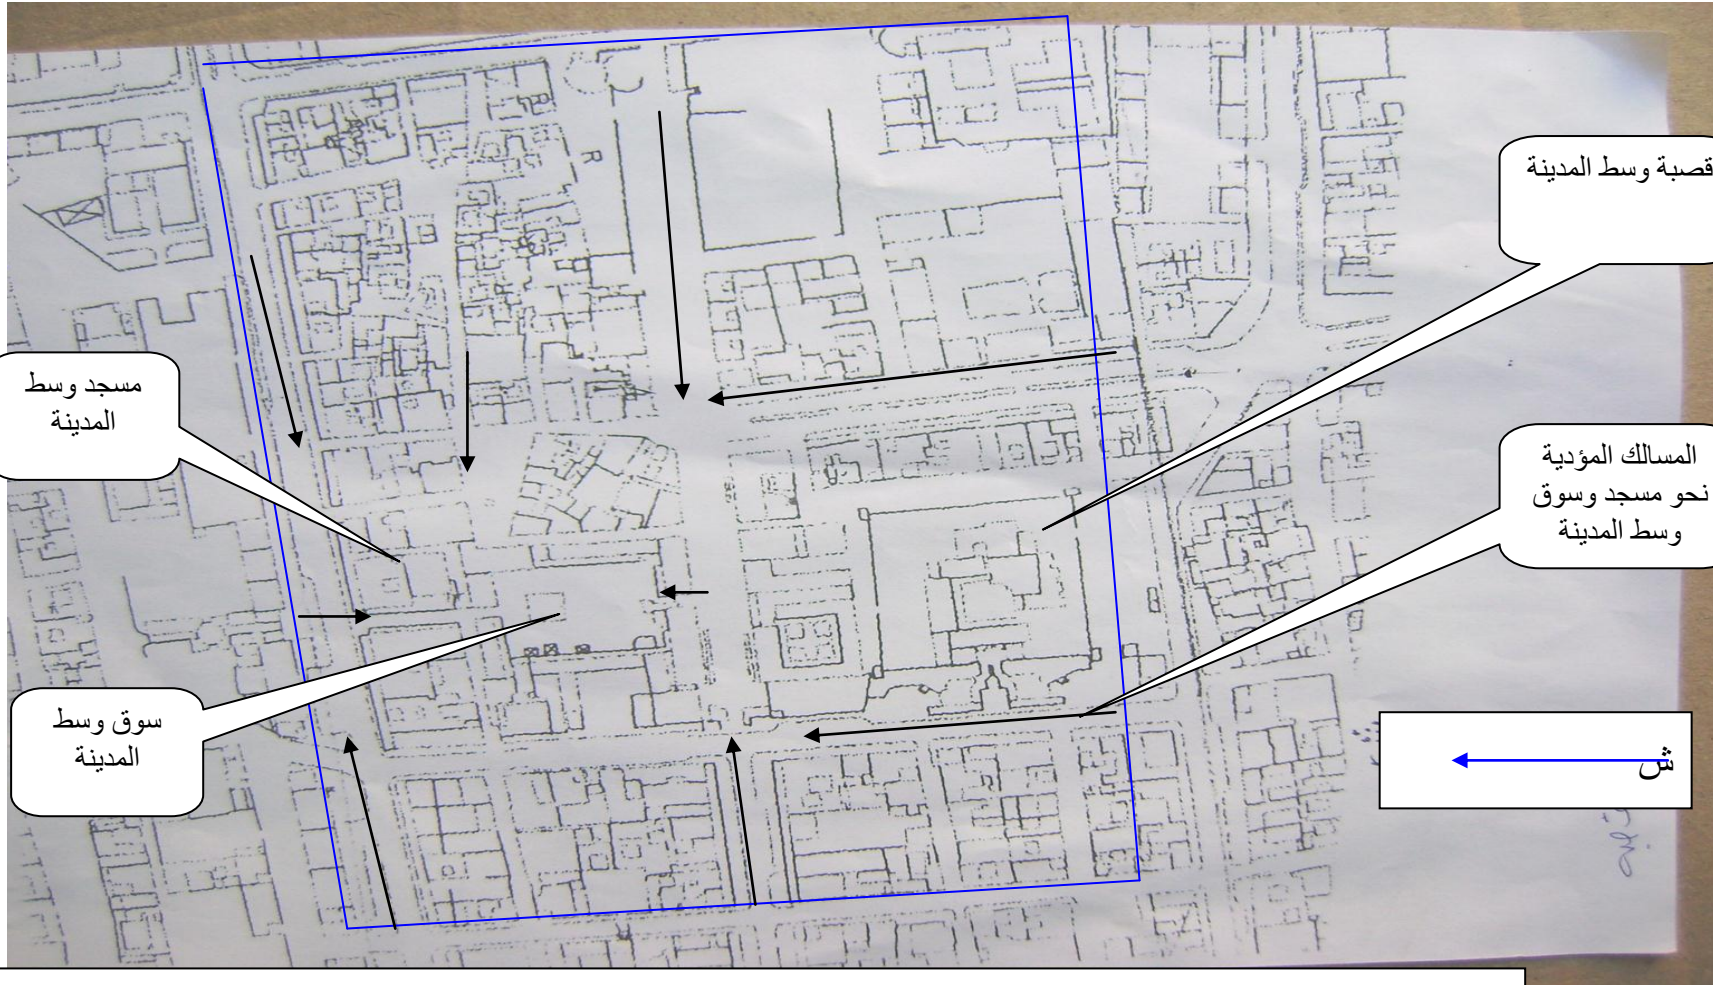 قصبة وسط المدينة
مسجد وسط
المدينة
المسالك المؤدية
نحو مسجد وسوق
وسط المدينة
سوق وسط
المدينة
ش
R